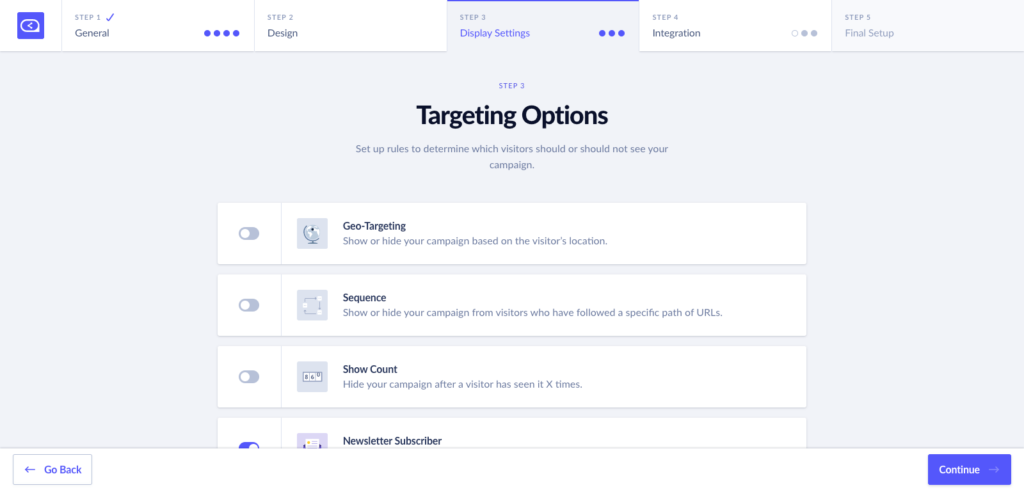 STEP 1
General
STEP 2
Design
STEP 3
Display Settings
STEP 4
Integration
STEP 5
Final Setup
STEP 3
Targeting Options
Set up rules to determine which visitors should or should not see your
campaign.
Geo-Targeting
Show or hide your campaign based on the visitor's location.
Sequence
Show or hide your campaign from visitors who have followed a specific path of URLs.
Show Count
Hide your campaign after a visitor has seen it X times.
Newsletter Subscriber
Go Back
Continue